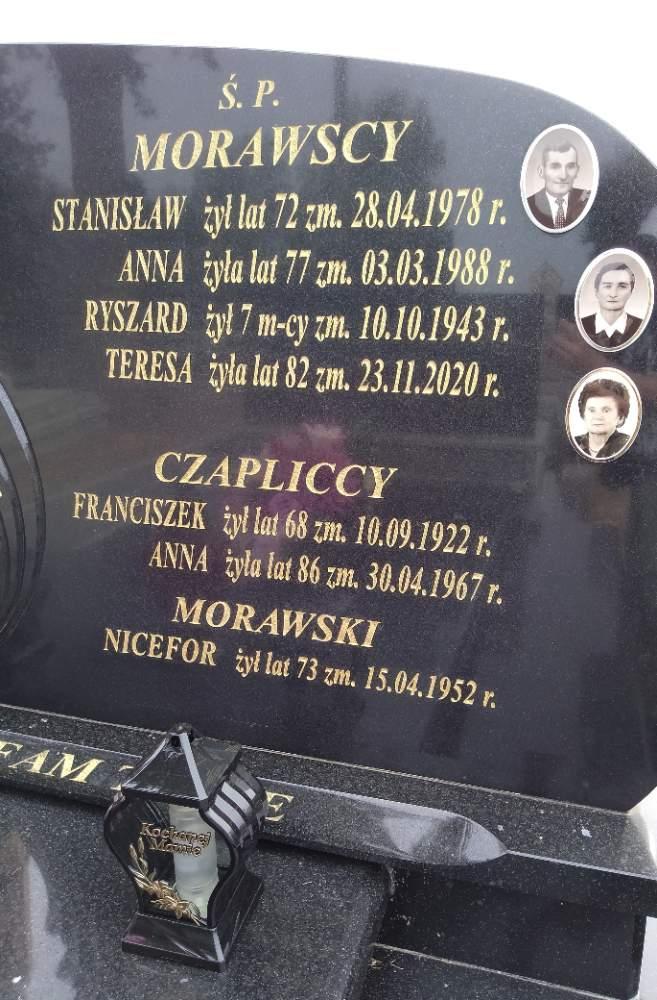 Ś. P.
MORAWSCY
STANISŁAW żył lat 72 zm. 28.04.1978 r.
ANNA żyła lat 77 zm. 03.03.1988 r.
RYSZARD żył 7 m-cy zm. 10.10.1943 r.
TERESA żyła lat 82 zm. 23.11.2020 r.
CZAPLICCY
FRANCISZEK żył lat 68 zm. 10.09.1922 r.
ANNA żyła lat 86 zm. 30.04.1967 r.
MORAWSKI
NICEFOR żył lat 73 zm. 15.04.1952 r.
FAM
Kochanej
Mamie